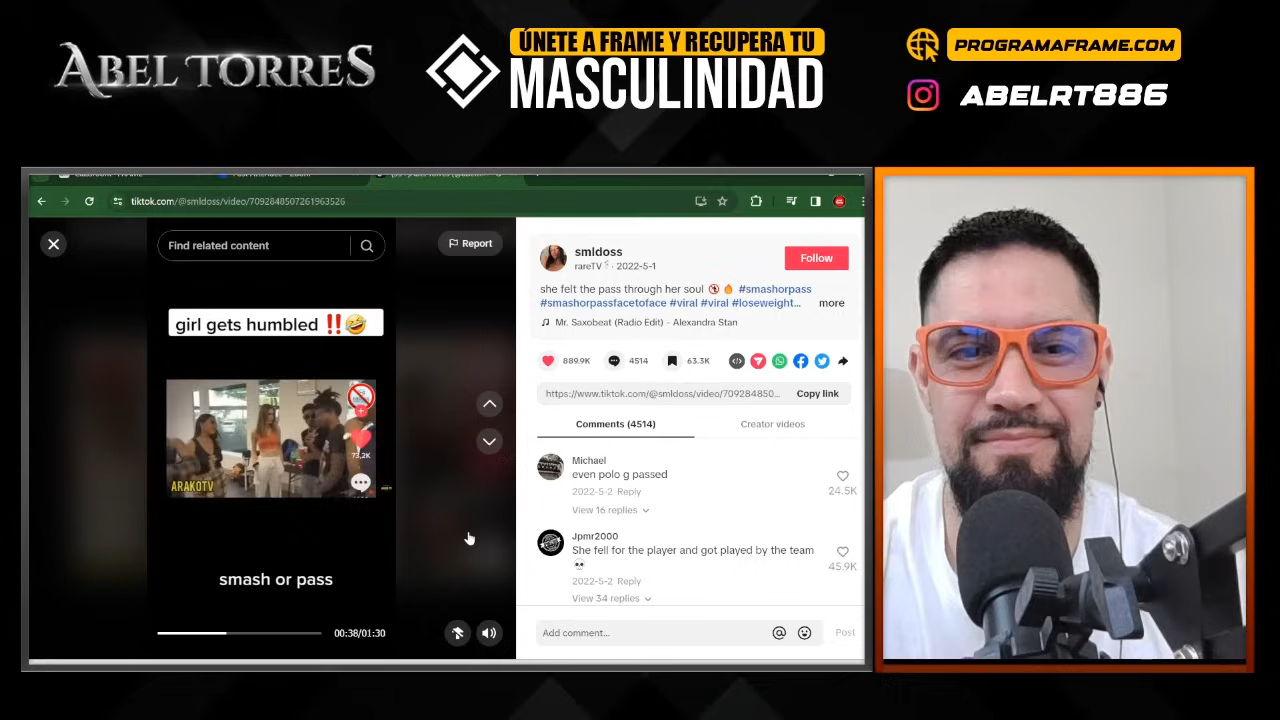 ABEL TORRES
ÚNETE A FRAME Y RECUPERA TU
MASCULINIDAD
PROGRAMAFRAME.COM
ABELRT886
tiktok.com/@smldoss/video/7092848507261963526
Find related content
Report
girl gets humbled ‼️🤣
73,2K
ARAKOTV
smash or pass
00:38/01:30
smldoss
rareTV · 2022-5-1
Follow
she felt the pass through her soul 🔥 #smashorpass
#smashorpassfacetoface #viral #viral #loseweight...
more
Mr. Saxobeat (Radio Edit) - Alexandra Stan
889.9K
4514
63.3K
https://www.tiktok.com/@smldoss/video/709284850...
Copy link
Comments (4514)
Creator videos
Michael
even polo g passed
2022-5-2 Reply
24.5K
View 16 replies
Jpmr2000
She fell for the player and got played by the team
💀
45.9K
2022-5-2 Reply
View 34 replies
Add comment...
Post